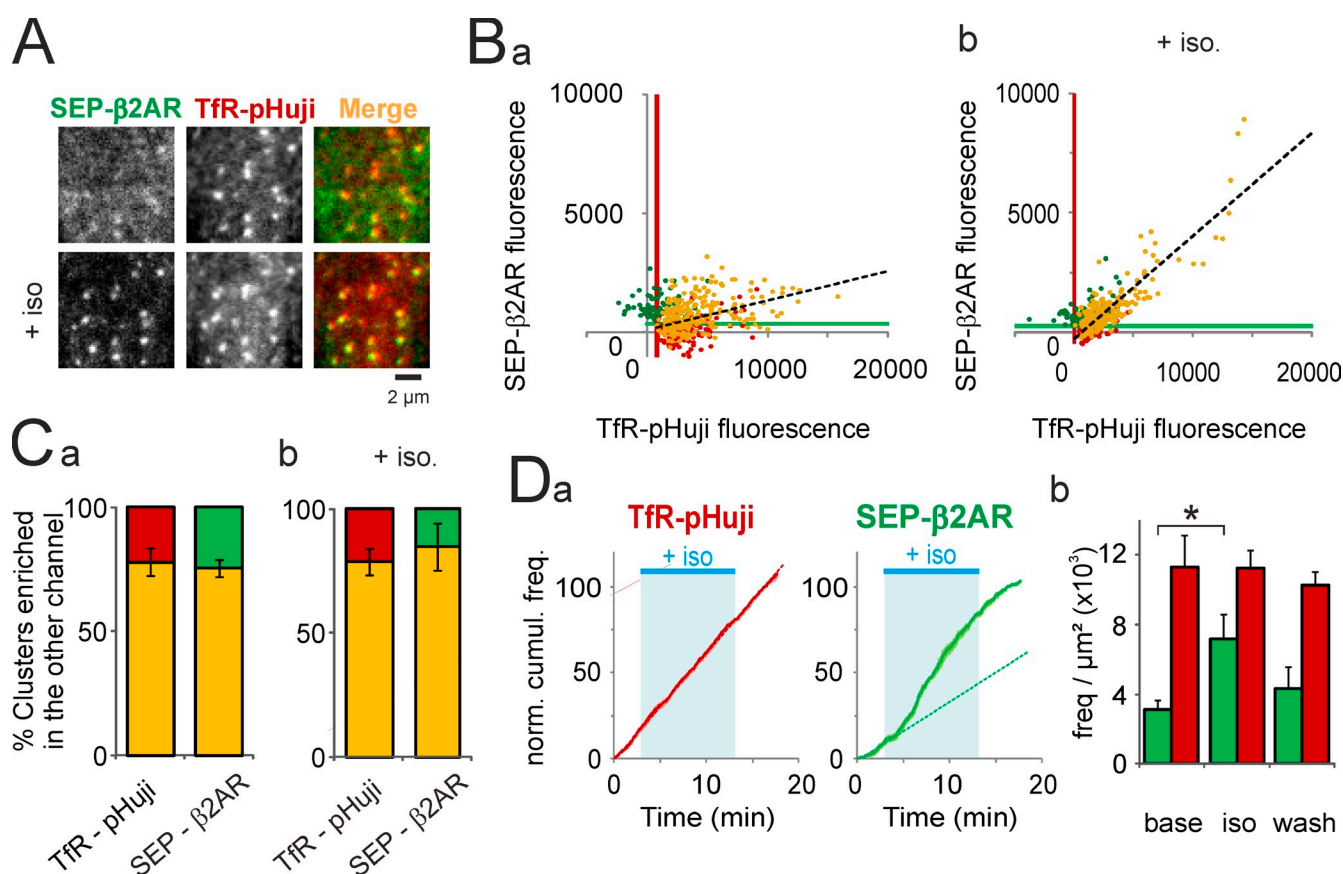 A
SEP-β2AR TfR-pHuji Merge
+ iso
2 µm
B a
10000
5000
0
0 10000 20000
SEP-β2AR fluorescence
TfR-pHuji fluorescence
b + iso.
10000
5000
0
0 10000 20000
SEP-β2AR fluorescence
TfR-pHuji fluorescence
C a
% Clusters enriched
in the other channel
100
50
0
TfR - pHuji
SEP - β2AR
b + iso.
100
50
0
TfR - pHuji
SEP - β2AR
D a
TfR-pHuji
+ iso
norm. cumul. freq.
100
50
0
0 10 20
Time (min)
SEP-β2AR
+ iso
100
50
0
0 10 20
Time (min)
b
*
freq / µm² (x10³)
12
8
4
0
base iso wash